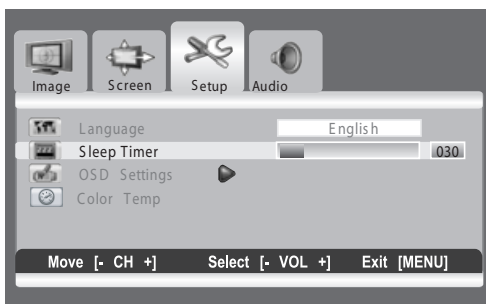 Image Screen Setup Audio
Language English
Sleep Timer 030
OSD Settings
Color Temp
Move [- CH +] Select [- VOL +] Exit [MENU]